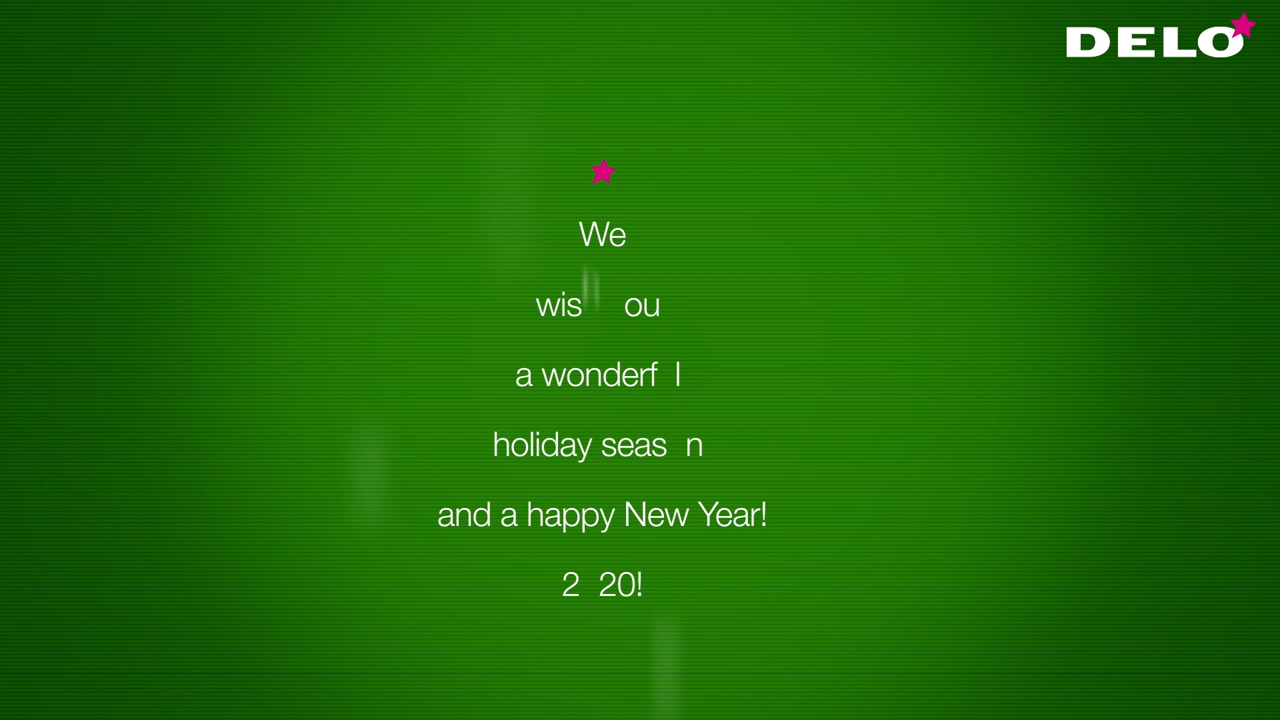 DELO
We
wis ou
a wonderf l
holiday seas n
and a happy New Year!
2 20!